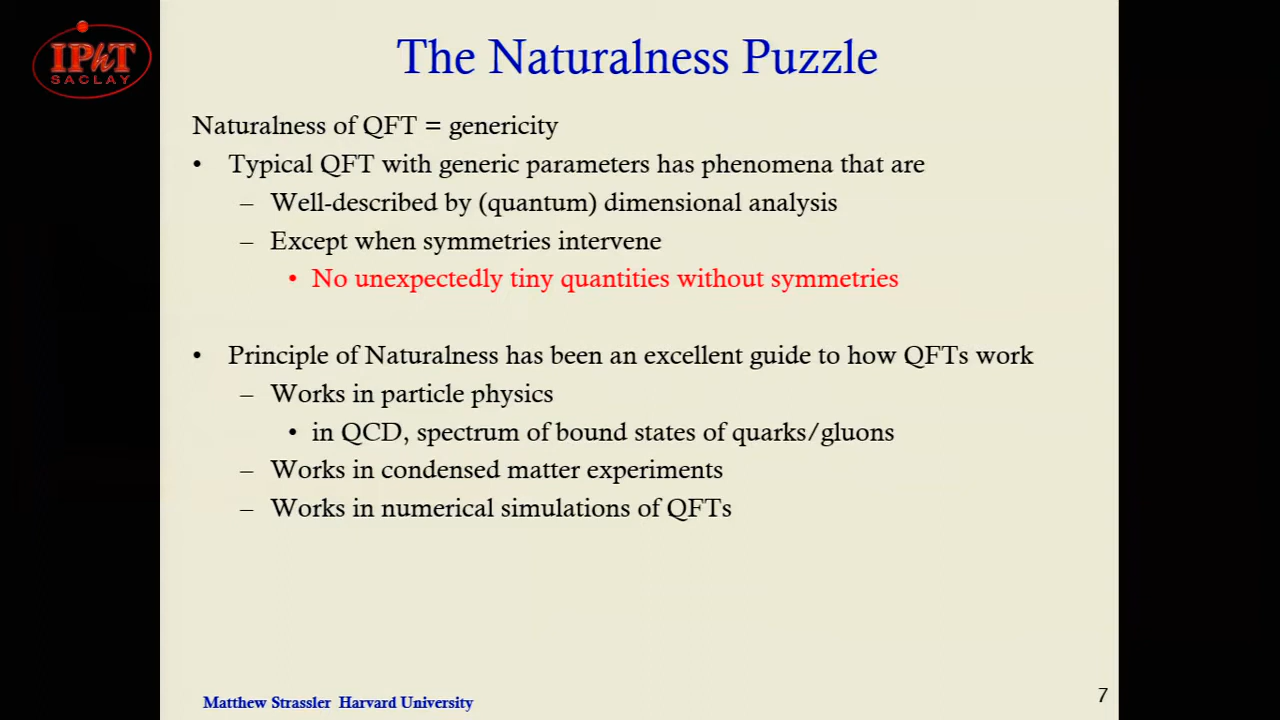 IPhT
SACLAY
The Naturalness Puzzle
Naturalness of QFT = genericity
• Typical QFT with generic parameters has phenomena that are
– Well-described by (quantum) dimensional analysis
– Except when symmetries intervene
• No unexpectedly tiny quantities without symmetries
• Principle of Naturalness has been an excellent guide to how QFTs work
– Works in particle physics
• in QCD, spectrum of bound states of quarks/gluons
– Works in condensed matter experiments
– Works in numerical simulations of QFTs
Matthew Strassler Harvard University
7